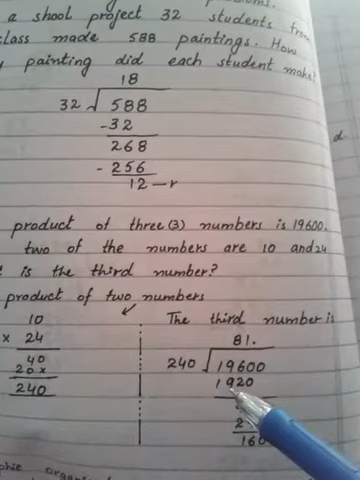 a shool project 32 students from
class made 588 paintings. How
painting did each student make?
18
32 √588
-32
268
- 256
12 — r
product of three (3) numbers is 19600.
two of the numbers are 10 and 24
is the third number?
product of two numbers
10
x 24
40
20x
240
The third number is
81.
240 √19600
1920
2
160